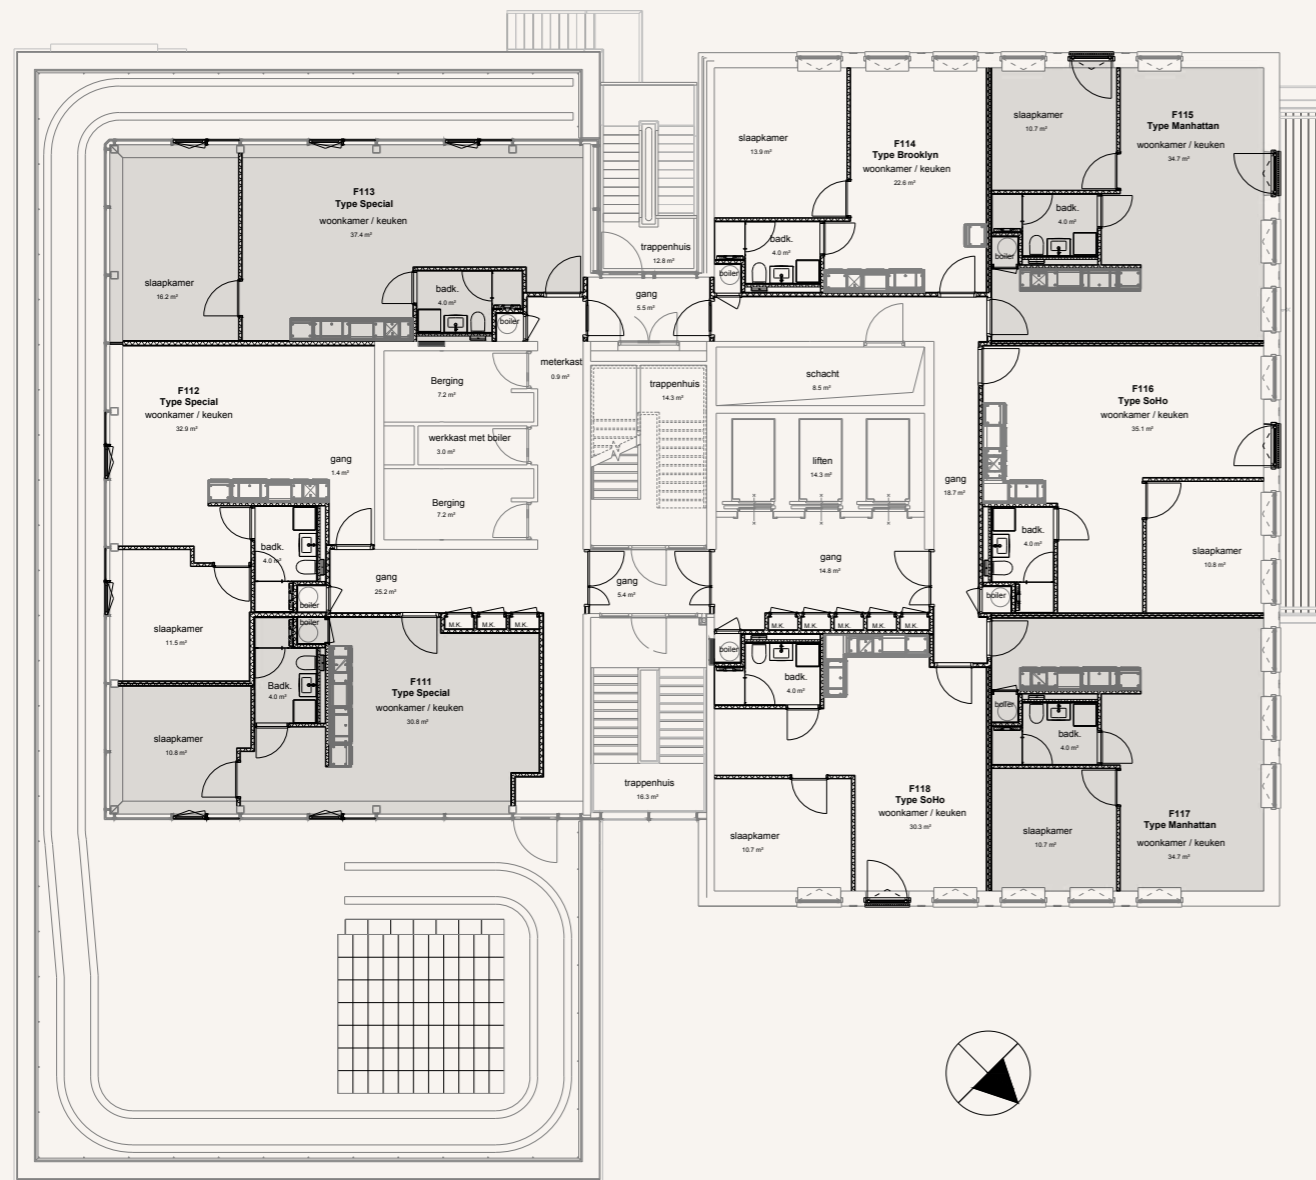 slaapkamer
13.9 m²
F114
Type Brooklyn
woonkamer / keuken
22.6 m²
slaapkamer
10.7 m²
F115
Type Manhattan
woonkamer / keuken
34.7 m²
F113
Type Special
woonkamer / keuken
37.4 m²
slaapkamer
16.2 m²
badk.
4.0 m²
boiler
trappenhuis
12.8 m²
gang
5.5 m²
badk.
4.0 m²
boiler
badk.
4.0 m²
boiler
F112
Type Special
woonkamer / keuken
32.9 m²
gang
1.4 m²
Berging
7.2 m²
werkkast met boiler
3.0 m²
Berging
7.2 m²
meterkast
0.9 m²
trappenhuis
14.3 m²
schacht
8.5 m²
liften
14.3 m²
gang
18.7 m²
F116
Type SoHo
woonkamer / keuken
35.1 m²
badk.
4.0 m²
boiler
slaapkamer
10.8 m²
badk.
4.0 m²
boiler
gang
25.2 m²
gang
5.4 m²
gang
14.8 m²
slaapkamer
11.5 m²
boiler
Badk.
4.0 m²
M.K.
M.K.
M.K.
M.K.
M.K.
M.K.
M.K.
M.K.
F111
Type Special
woonkamer / keuken
30.8 m²
slaapkamer
10.8 m²
trappenhuis
16.3 m²
boiler
badk.
4.0 m²
F118
Type SoHo
woonkamer / keuken
30.3 m²
slaapkamer
10.7 m²
boiler
badk.
4.0 m²
slaapkamer
10.7 m²
F117
Type Manhattan
woonkamer / keuken
34.7 m²